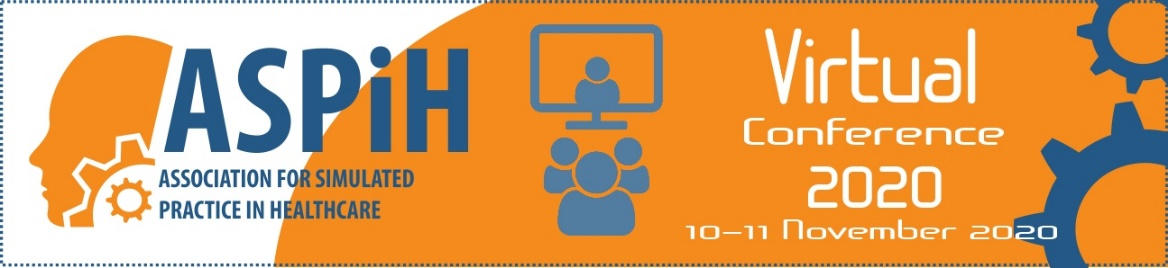 ASPiH
ASSOCIATION FOR SIMULATED
PRACTICE IN HEALTHCARE
Virtual
Conference
2020
10–11 November 2020